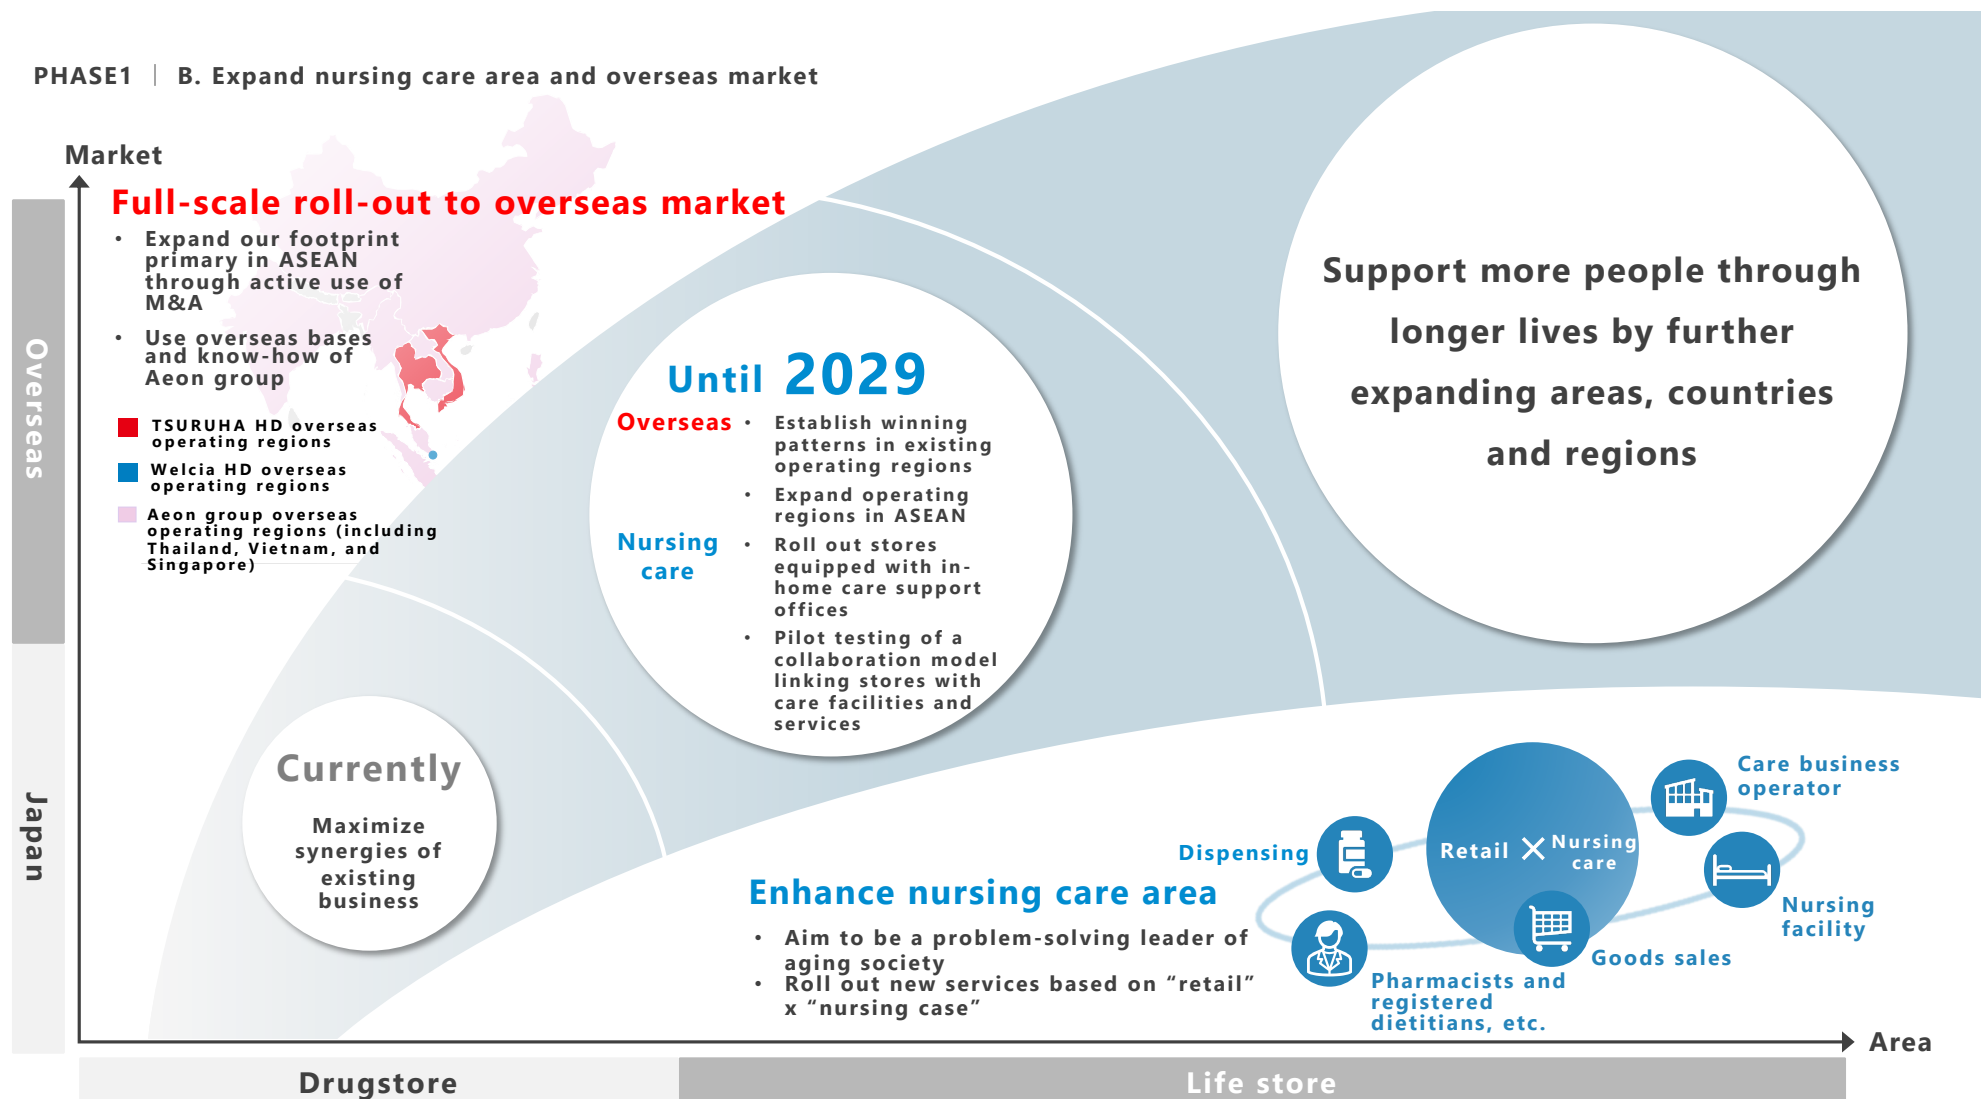 PHASE1 | B. Expand nursing care area and overseas market
Market
Full-scale roll-out to overseas market
• Expand our footprint
primary in ASEAN
through active use of
M&A
• Use overseas bases
and know-how of
Aeon group
TSURUHA HD overseas
operating regions
Welcia HD overseas
operating regions
Aeon group overseas
operating regions (including
Thailand, Vietnam, and
Singapore)
Overseas
Japan
Currently
Maximize
synergies of
existing
business
Until 2029
Overseas
• Establish winning
patterns in existing
operating regions
• Expand operating
regions in ASEAN
Nursing
care
• Roll out stores
equipped with in-
home care support
offices
• Pilot testing of a
collaboration model
linking stores with
care facilities and
services
Support more people through
longer lives by further
expanding areas, countries
and regions
Enhance nursing care area
• Aim to be a problem-solving leader of
aging society
• Roll out new services based on “retail”
x “nursing case”
Dispensing
Retail × Nursing
care
Care business
operator
Nursing
facility
Goods sales
Pharmacists and
registered
dietitians, etc.
Area
Drugstore
Life store